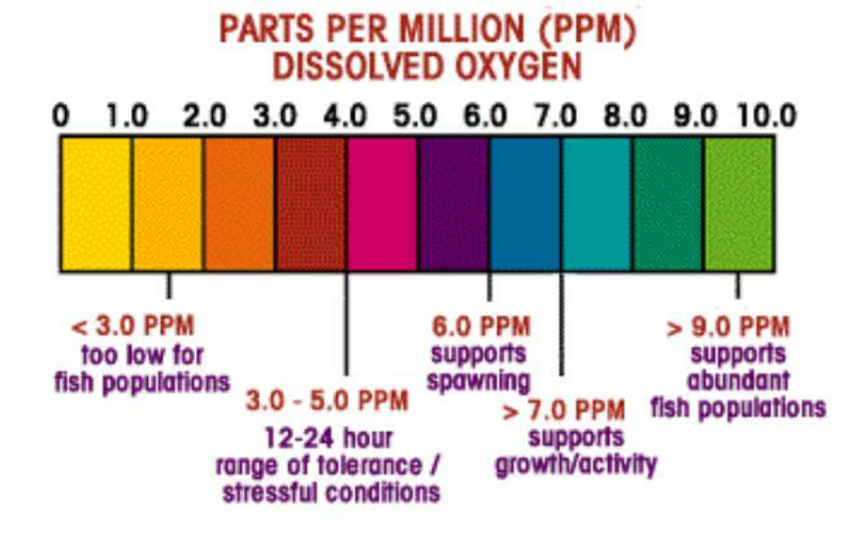 PARTS PER MILLION (PPM)
DISSOLVED OXYGEN
0 1.0 2.0 3.0 4.0 5.0 6.0 7.0 8.0 9.0 10.0
< 3.0 PPM
too low for
fish populations
3.0 - 5.0 PPM
12-24 hour
range of tolerance /
stressful conditions
6.0 PPM
supports
spawning
> 7.0 PPM
supports
growth/activity
> 9.0 PPM
supports
abundant
fish populations